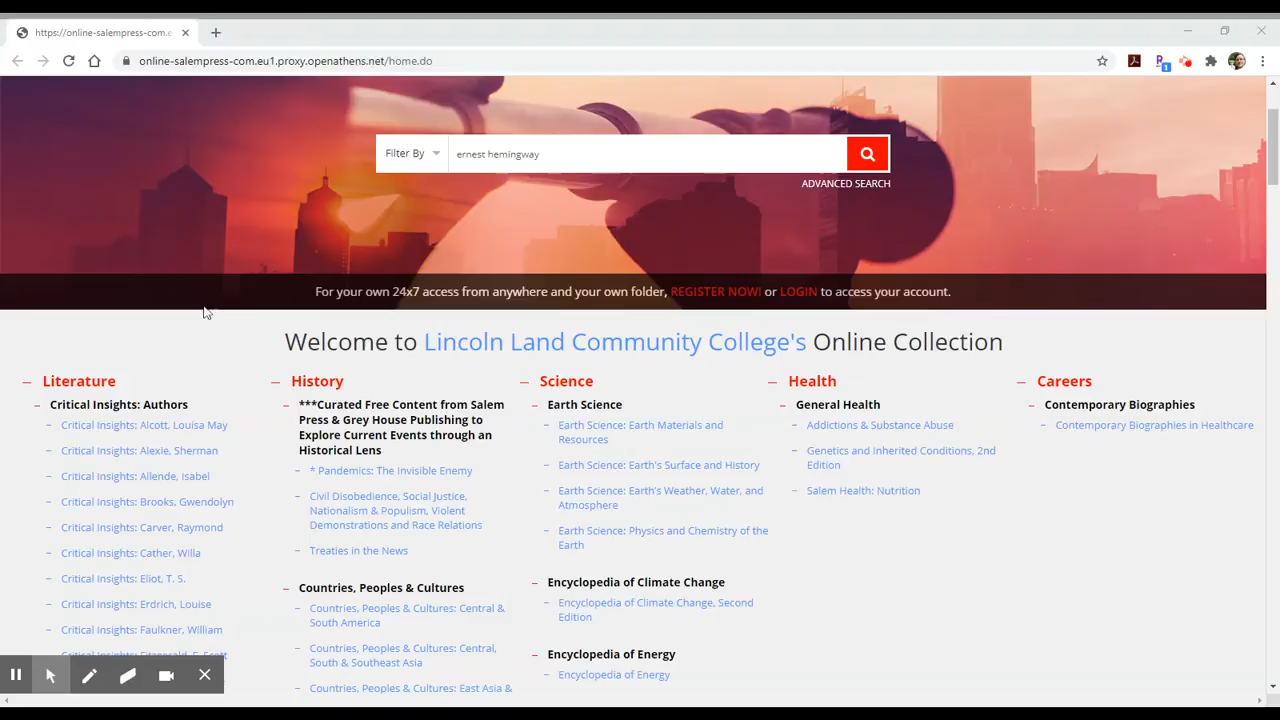 https://online-salempress-com.e
online-salempress-com.eu1.proxy.openathens.net/home.do
1
Filter By
ernest hemingway
ADVANCED SEARCH
For your own 24x7 access from anywhere and your own folder, REGISTER NOW! or LOGIN to access your account.
Welcome to Lincoln Land Community College's Online Collection
Literature
Critical Insights: Authors
Critical Insights: Alcott, Louisa May
Critical Insights: Alexie, Sherman
Critical Insights: Allende, Isabel
Critical Insights: Brooks, Gwendolyn
Critical Insights: Carver, Raymond
Critical Insights: Cather, Willa
Critical Insights: Eliot, T. S.
Critical Insights: Erdrich, Louise
Critical Insights: Faulkner, William
Critical Insights: Fitzgerald, F. Scott
History
***Curated Free Content from Salem
Press & Grey House Publishing to
Explore Current Events through an
Historical Lens
* Pandemics: The Invisible Enemy
Civil Disobedience, Social Justice,
Nationalism & Populism, Violent
Demonstrations and Race Relations
Treaties in the News
Countries, Peoples & Cultures
Countries, Peoples & Cultures: Central &
South America
Countries, Peoples & Cultures: Central,
South & Southeast Asia
Countries, Peoples & Cultures: East Asia &
Science
Earth Science
Earth Science: Earth Materials and
Resources
Earth Science: Earth's Surface and History
Earth Science: Earth's Weather, Water, and
Atmosphere
Earth Science: Physics and Chemistry of the
Earth
Encyclopedia of Climate Change
Encyclopedia of Climate Change, Second
Edition
Encyclopedia of Energy
Encyclopedia of Energy
Health
General Health
Addictions & Substance Abuse
Genetics and Inherited Conditions, 2nd
Edition
Salem Health: Nutrition
Careers
Contemporary Biographies
Contemporary Biographies in Healthcare